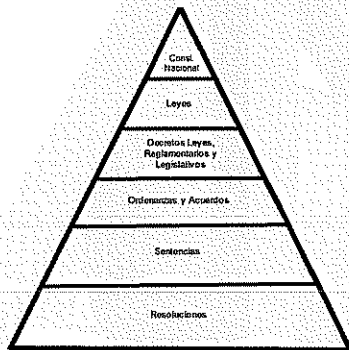 Const.
Nacional
Leyes
Decretos Leyes,
Reglamentarios y
Legislativos
Ordenanzas y Acuerdos
Sentencias
Resoluciones